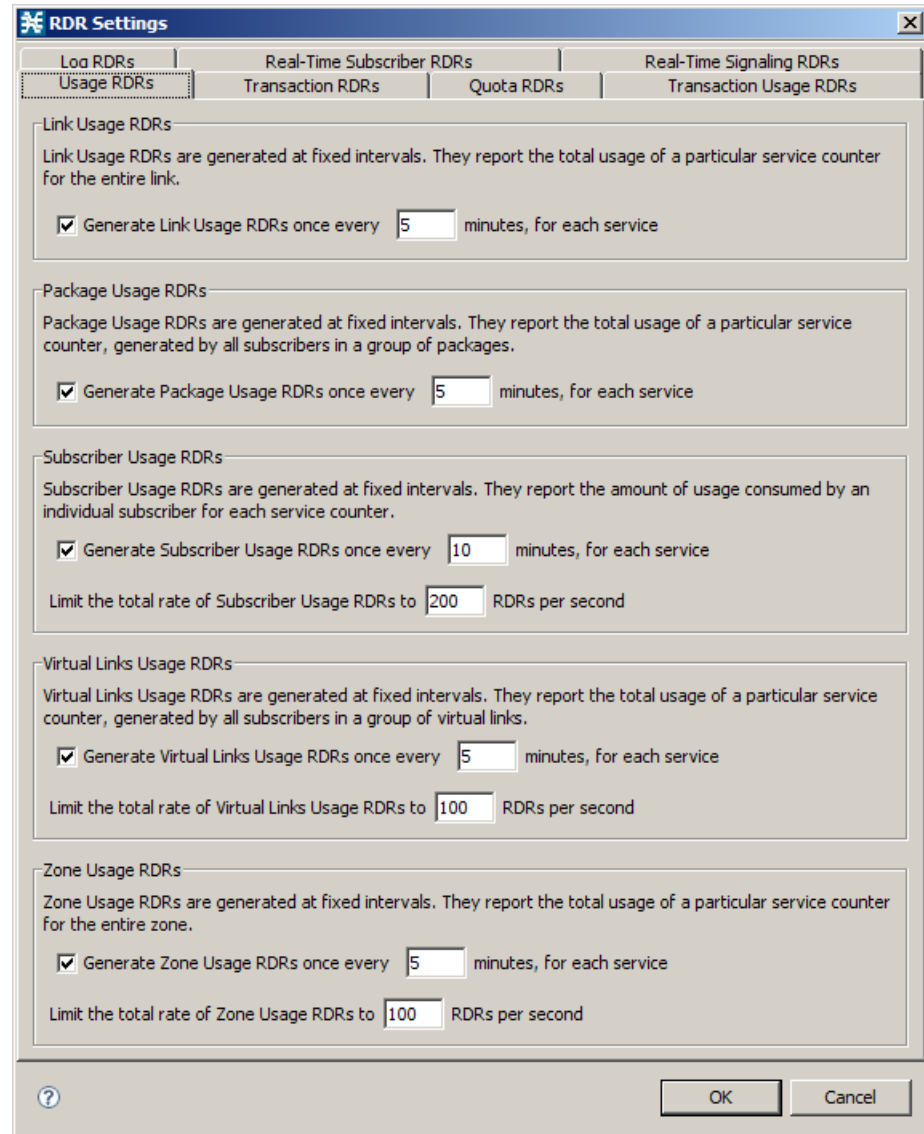 RDR Settings
Log RDRs Real-Time Subscriber RDRs Real-Time Signaling RDRs
Usage RDRs Transaction RDRs Quota RDRs Transaction Usage RDRs
Link Usage RDRs
Link Usage RDRs are generated at fixed intervals. They report the total usage of a particular service counter
for the entire link.
Generate Link Usage RDRs once every 5 minutes, for each service
Package Usage RDRs
Package Usage RDRs are generated at fixed intervals. They report the total usage of a particular service
counter, generated by all subscribers in a group of packages.
Generate Package Usage RDRs once every 5 minutes, for each service
Subscriber Usage RDRs
Subscriber Usage RDRs are generated at fixed intervals. They report the amount of usage consumed by an
individual subscriber for each service counter.
Generate Subscriber Usage RDRs once every 10 minutes, for each service
Limit the total rate of Subscriber Usage RDRs to 200 RDRs per second
Virtual Links Usage RDRs
Virtual Links Usage RDRs are generated at fixed intervals. They report the total usage of a particular service
counter, generated by all subscribers in a group of virtual links.
Generate Virtual Links Usage RDRs once every 5 minutes, for each service
Limit the total rate of Virtual Links Usage RDRs to 100 RDRs per second
Zone Usage RDRs
Zone Usage RDRs are generated at fixed intervals. They report the total usage of a particular service counter
for the entire zone.
Generate Zone Usage RDRs once every 5 minutes, for each service
Limit the total rate of Zone Usage RDRs to 100 RDRs per second
? OK Cancel